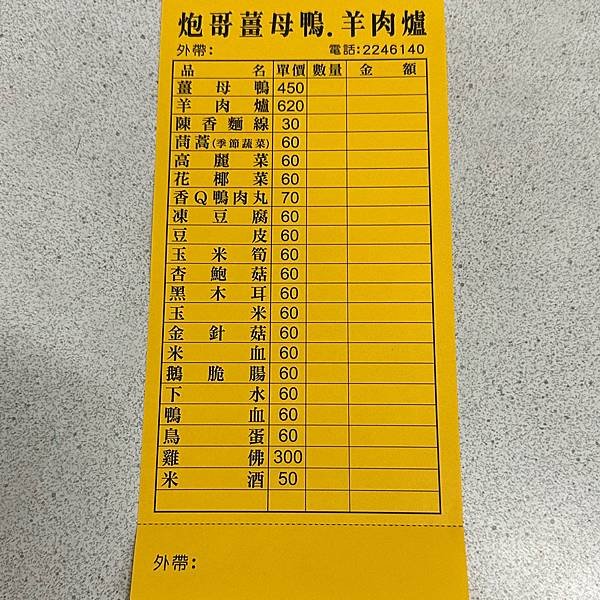 炮哥薑母鴨.羊肉爐
外帶: 電話:2246140
品名 單價 數量 金額
薑母鴨 450
羊肉爐 620
陳香麵線 30
茼蒿(季節蔬菜) 60
高麗菜 60
花椰菜 60
香Q鴨肉丸 70
凍豆腐 60
豆皮 60
玉米筍 60
杏鮑菇 60
黑木耳 60
玉米 60
金針菇 60
米血 60
鵝脆腸 60
下水 60
鴨血 60
鳥蛋 60
雞佛 300
米酒 50
外帶: